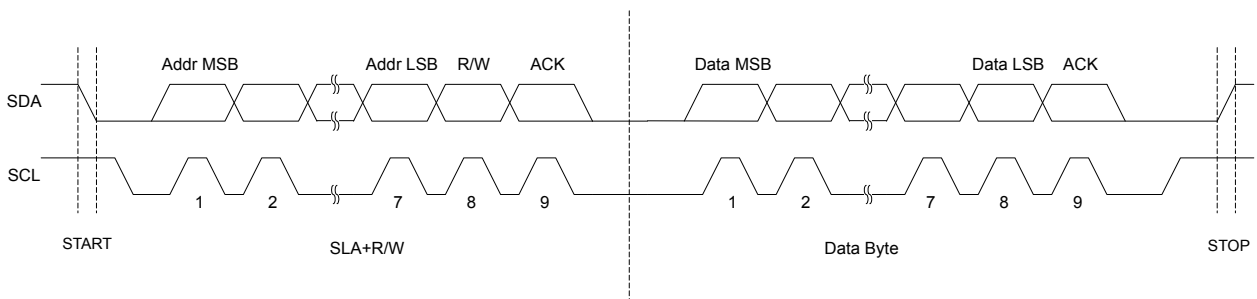 Addr MSB Addr LSB R/W ACK Data MSB Data LSB ACK
SDA
SCL
1 2 7 8 9 1 2 7 8 9
START SLA+R/W Data Byte STOP